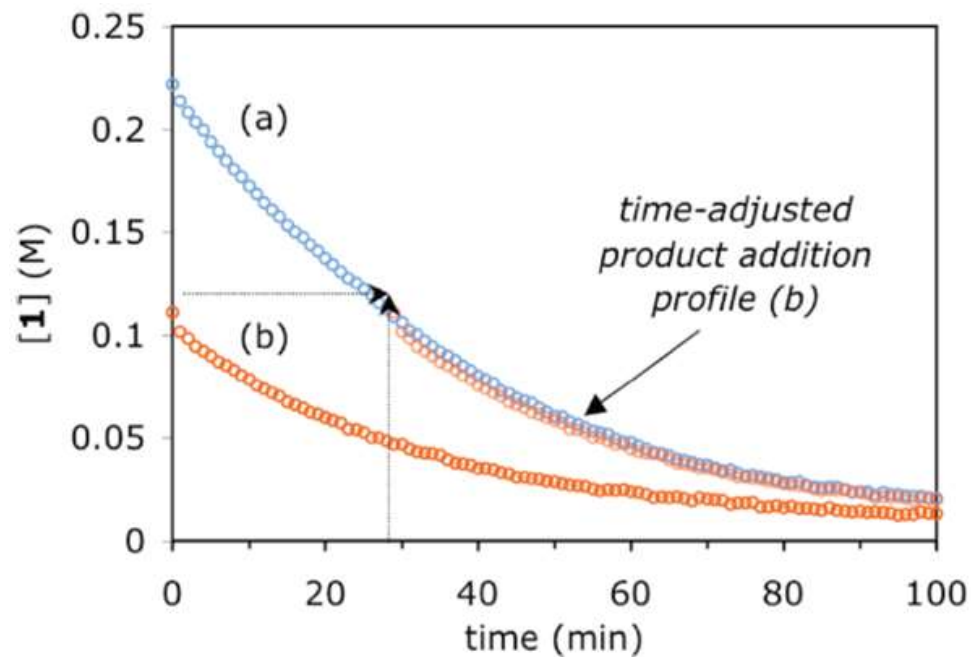 0.25
0.2
0.15
0.1
0.05
0
[1] (M)
(a)
(b)
time-adjusted
product addition
profile (b)
0 20 40 60 80 100
time (min)